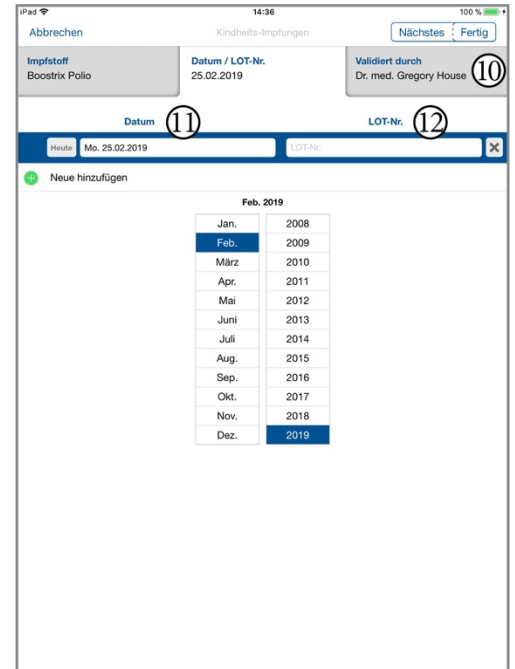 iPad 14:36 100 %
Abbrechen Kindheits-Impfungen Nächstes Fertig
Impfstoff Datum / LOT-Nr. Validiert durch
Boostrix Polio 25.02.2019 Dr. med. Gregory House 10
Datum 11 LOT-Nr. 12
Heute Mo. 25.02.2019 LOT-Nr.
Neue hinzufügen
Feb. 2019
Jan. 2008
Feb. 2009
März 2010
Apr. 2011
Mai 2012
Juni 2013
Juli 2014
Aug. 2015
Sep. 2016
Okt. 2017
Nov. 2018
Dez. 2019